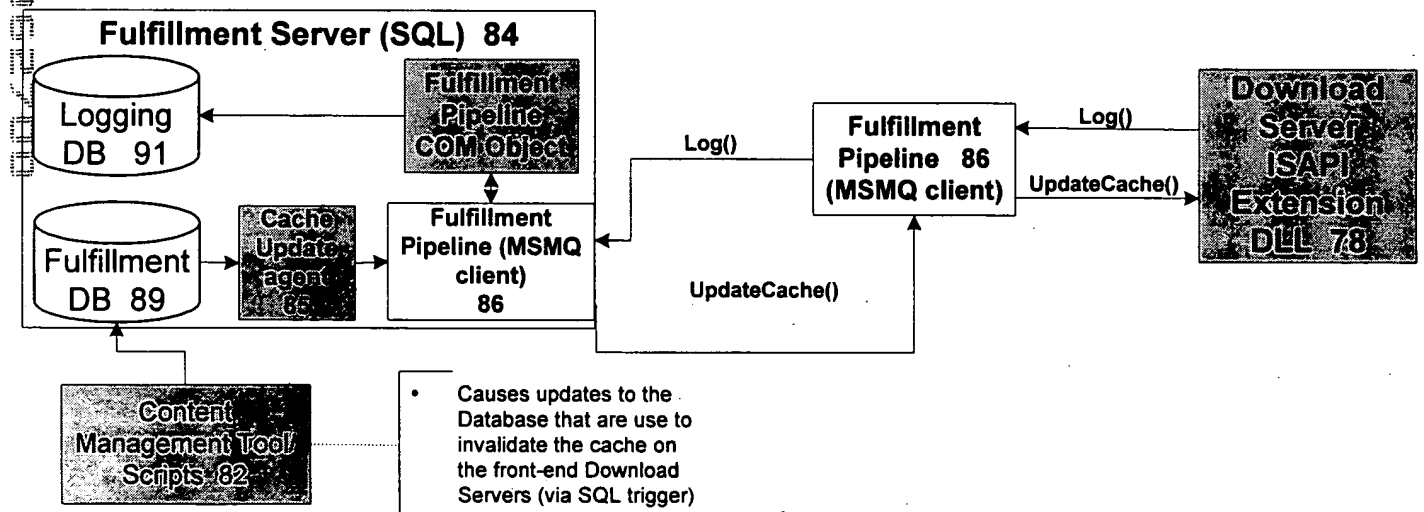 Fulfillment Server (SQL) 84
Logging
DB 91
Fulfillment
Pipeline
COM Object
Fulfillment
DB 89
Cache
Update
agent
85
Fulfillment
Pipeline (MSMQ
client)
86
Log()
UpdateCache()
Fulfillment
Pipeline 86
(MSMQ client)
Log()
UpdateCache()
Download
Server
ISAPI
Extension
DLL 78
Content
Management Tool/
Scripts 82
• Causes updates to the
Database that are use to
invalidate the cache on
the front-end Download
Servers (via SQL trigger)